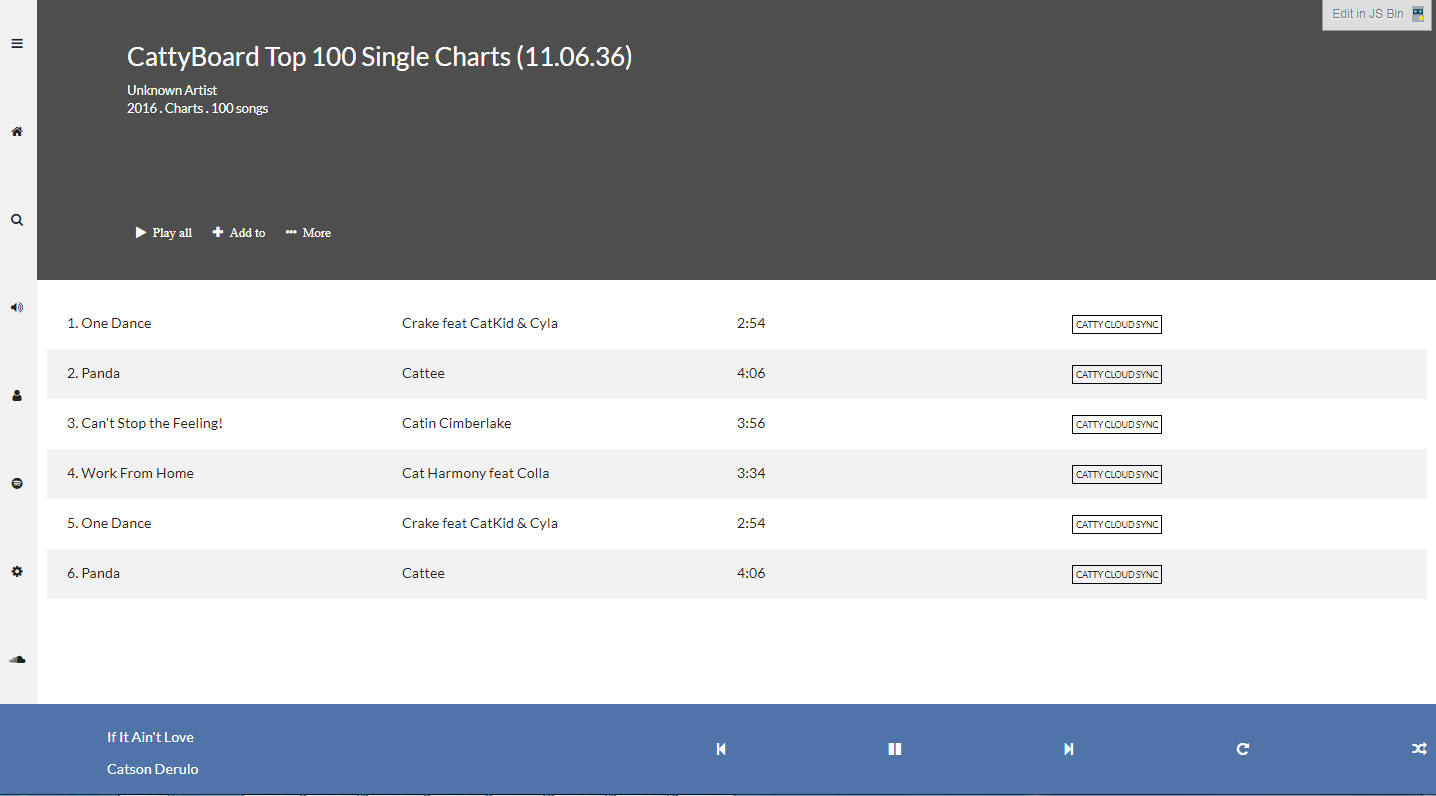 Edit in JS Bin
CattyBoard Top 100 Single Charts (11.06.36)
Unknown Artist
2016 . Charts . 100 songs
Play all Add to More
1. One Dance Crake feat CatKid & Cyla 2:54 CATTY CLOUD SYNC
2. Panda Cattee 4:06 CATTY CLOUD SYNC
3. Can't Stop the Feeling! Catin Cimberlake 3:56 CATTY CLOUD SYNC
4. Work From Home Cat Harmony feat Colla 3:34 CATTY CLOUD SYNC
5. One Dance Crake feat CatKid & Cyla 2:54 CATTY CLOUD SYNC
6. Panda Cattee 4:06 CATTY CLOUD SYNC
If It Ain't Love
Catson Derulo